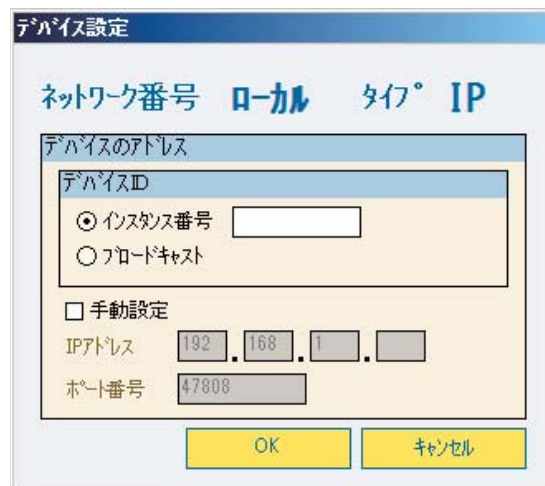 ﾃﾞﾊﾞｲｽ設定
ﾈｯﾄﾜｰｸ番号 ﾛｰｶﾙ ﾀｲﾌﾟ IP
ﾃﾞﾊﾞｲｽのｱﾄﾞﾚｽ
ﾃﾞﾊﾞｲｽID
ｲﾝｽﾀﾝｽ番号
ﾌﾞﾛｰﾄﾞｷｬｽﾄ
手動設定
IPｱﾄﾞﾚｽ 192 . 168 . 1 .
ﾎﾟｰﾄ番号 47808
OK ｷｬﾝｾﾙ